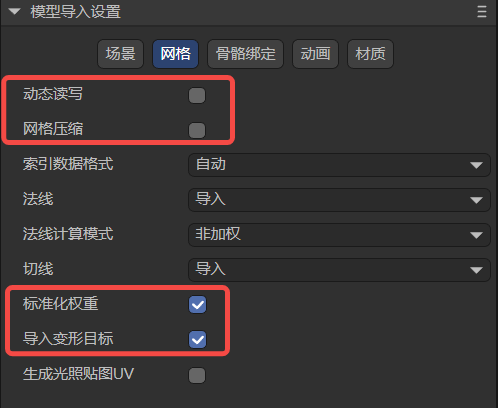 模型导入设置
场景 网格 骨骼绑定 动画 材质
动态读写
网格压缩
索引数据格式 自动
法线 导入
法线计算模式 非加权
切线 导入
标准化权重
导入变形目标
生成光照贴图UV